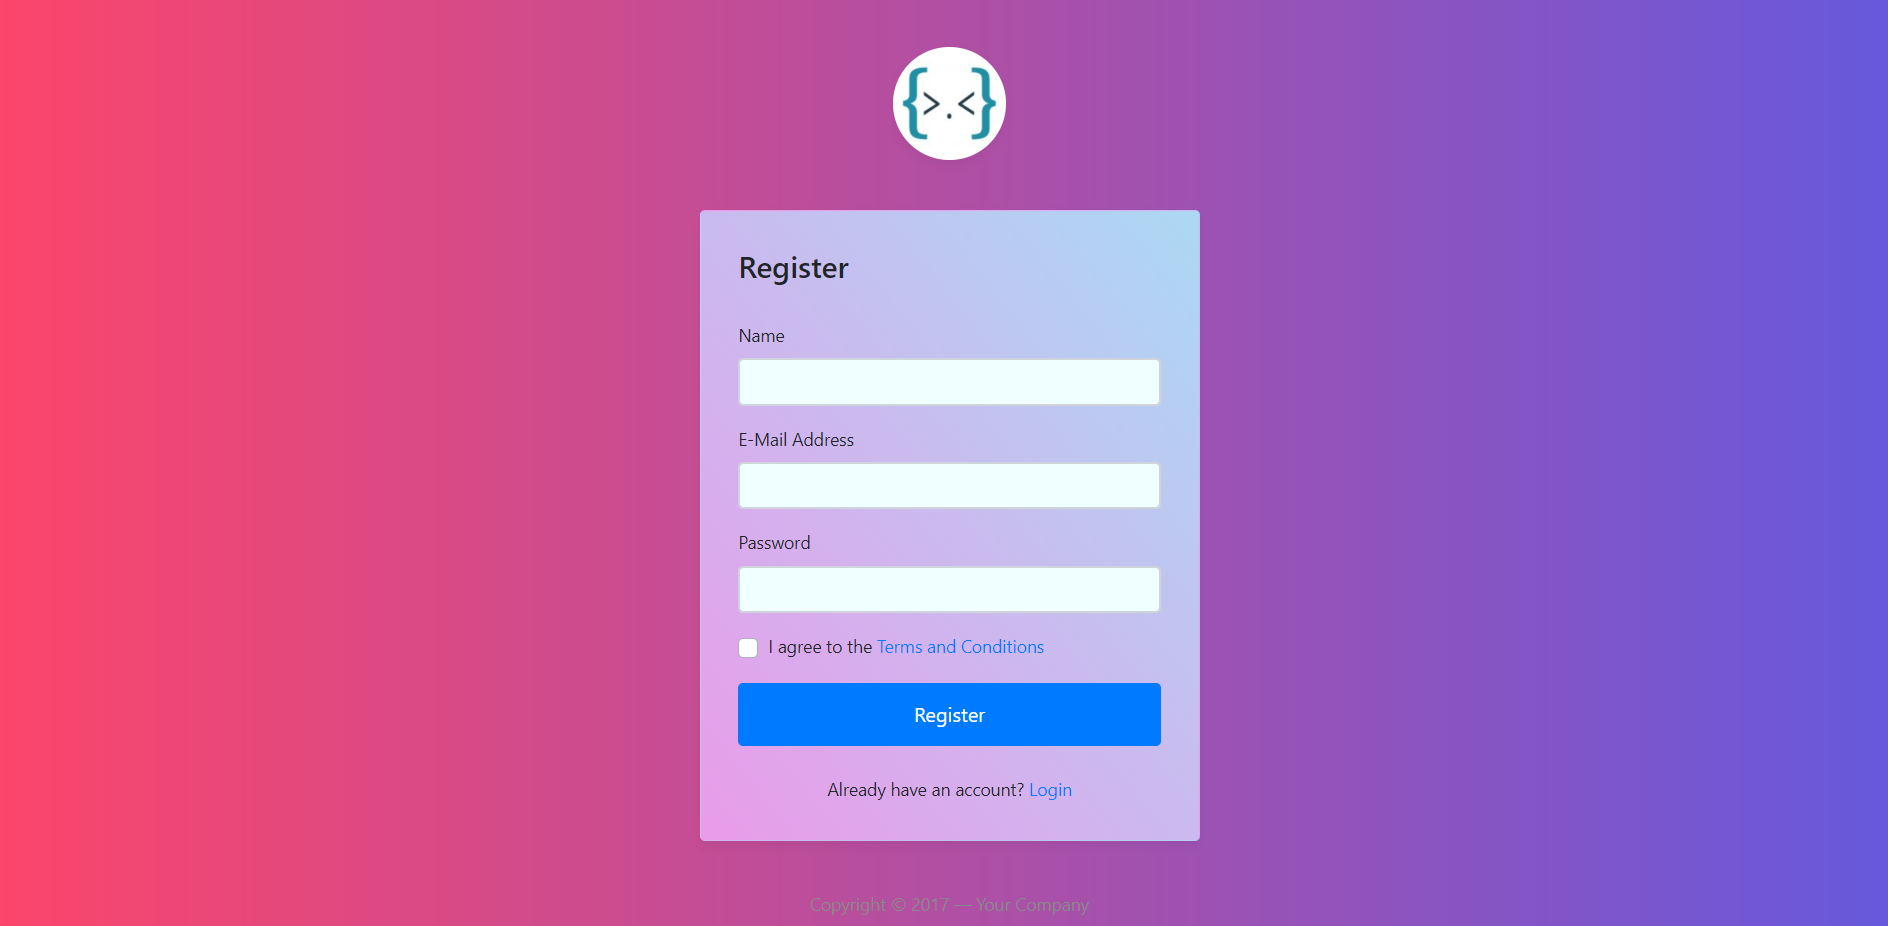 {>.<}
Register
Name
E-Mail Address
Password
I agree to the Terms and Conditions
Register
Already have an account? Login
Copyright © 2017 — Your Company